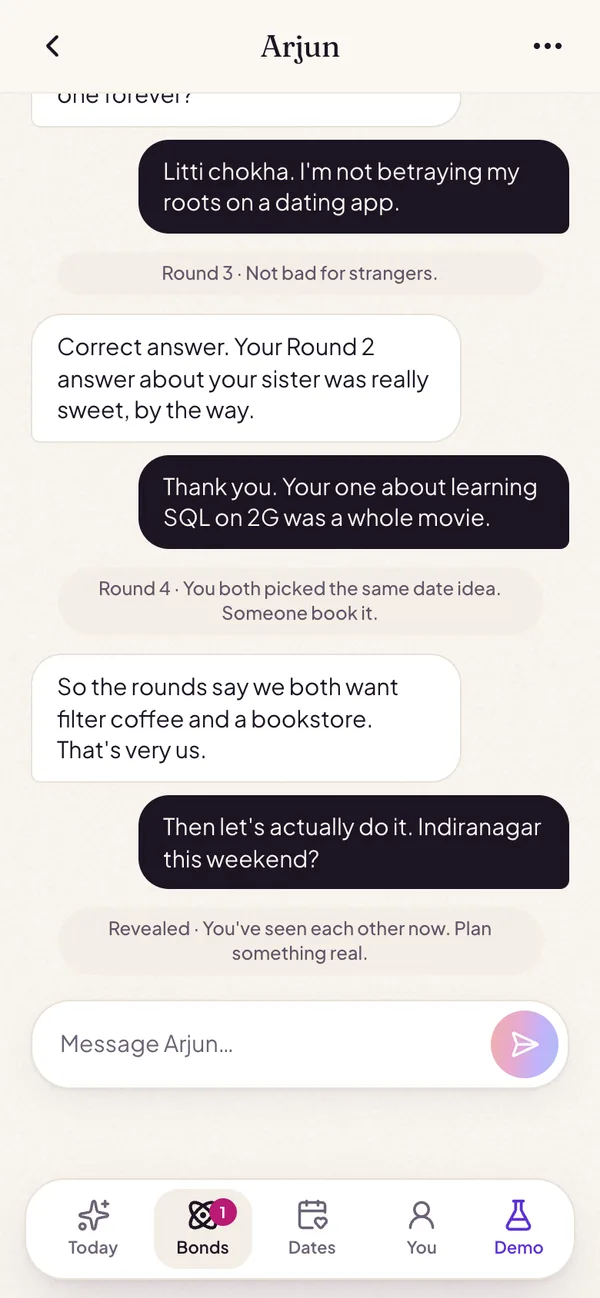 Arjun
one forever?
Litti chokha. I'm not betraying my
roots on a dating app.
Round 3 · Not bad for strangers.
Correct answer. Your Round 2
answer about your sister was really
sweet, by the way.
Thank you. Your one about learning
SQL on 2G was a whole movie.
Round 4 · You both picked the same date idea.
Someone book it.
So the rounds say we both want
filter coffee and a bookstore.
That's very us.
Then let's actually do it. Indiranagar
this weekend?
Revealed · You've seen each other now. Plan
something real.
Message Arjun...
1
Today
Bonds
Dates
You
Demo